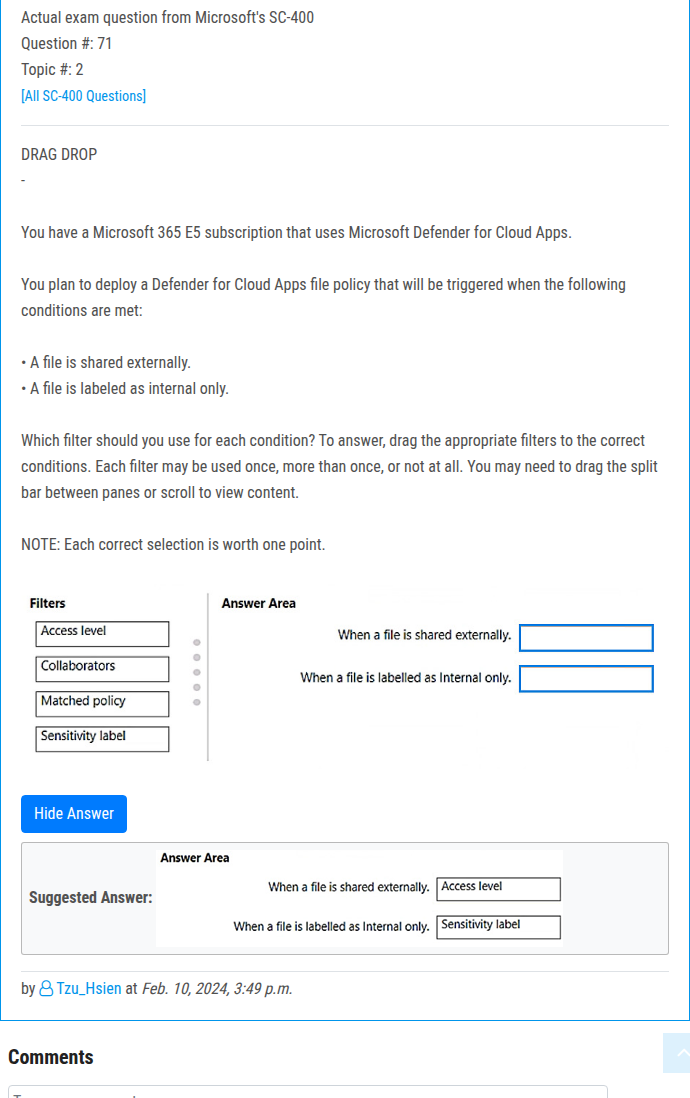 Actual exam question from Microsoft's SC-400
Question #: 71
Topic #: 2
[All SC-400 Questions]
DRAG DROP
-
You have a Microsoft 365 E5 subscription that uses Microsoft Defender for Cloud Apps.
You plan to deploy a Defender for Cloud Apps file policy that will be triggered when the following
conditions are met:
• A file is shared externally.
• A file is labeled as internal only.
Which filter should you use for each condition? To answer, drag the appropriate filters to the correct
conditions. Each filter may be used once, more than once, or not at all. You may need to drag the split
bar between panes or scroll to view content.
NOTE: Each correct selection is worth one point.
Filters
Access level
Collaborators
Matched policy
Sensitivity label
Answer Area
When a file is shared externally.
When a file is labelled as Internal only.
Hide Answer
Suggested Answer:
Answer Area
When a file is shared externally. Access level
When a file is labelled as Internal only. Sensitivity label
by Tzu_Hsien at Feb. 10, 2024, 3:49 p.m.
Comments